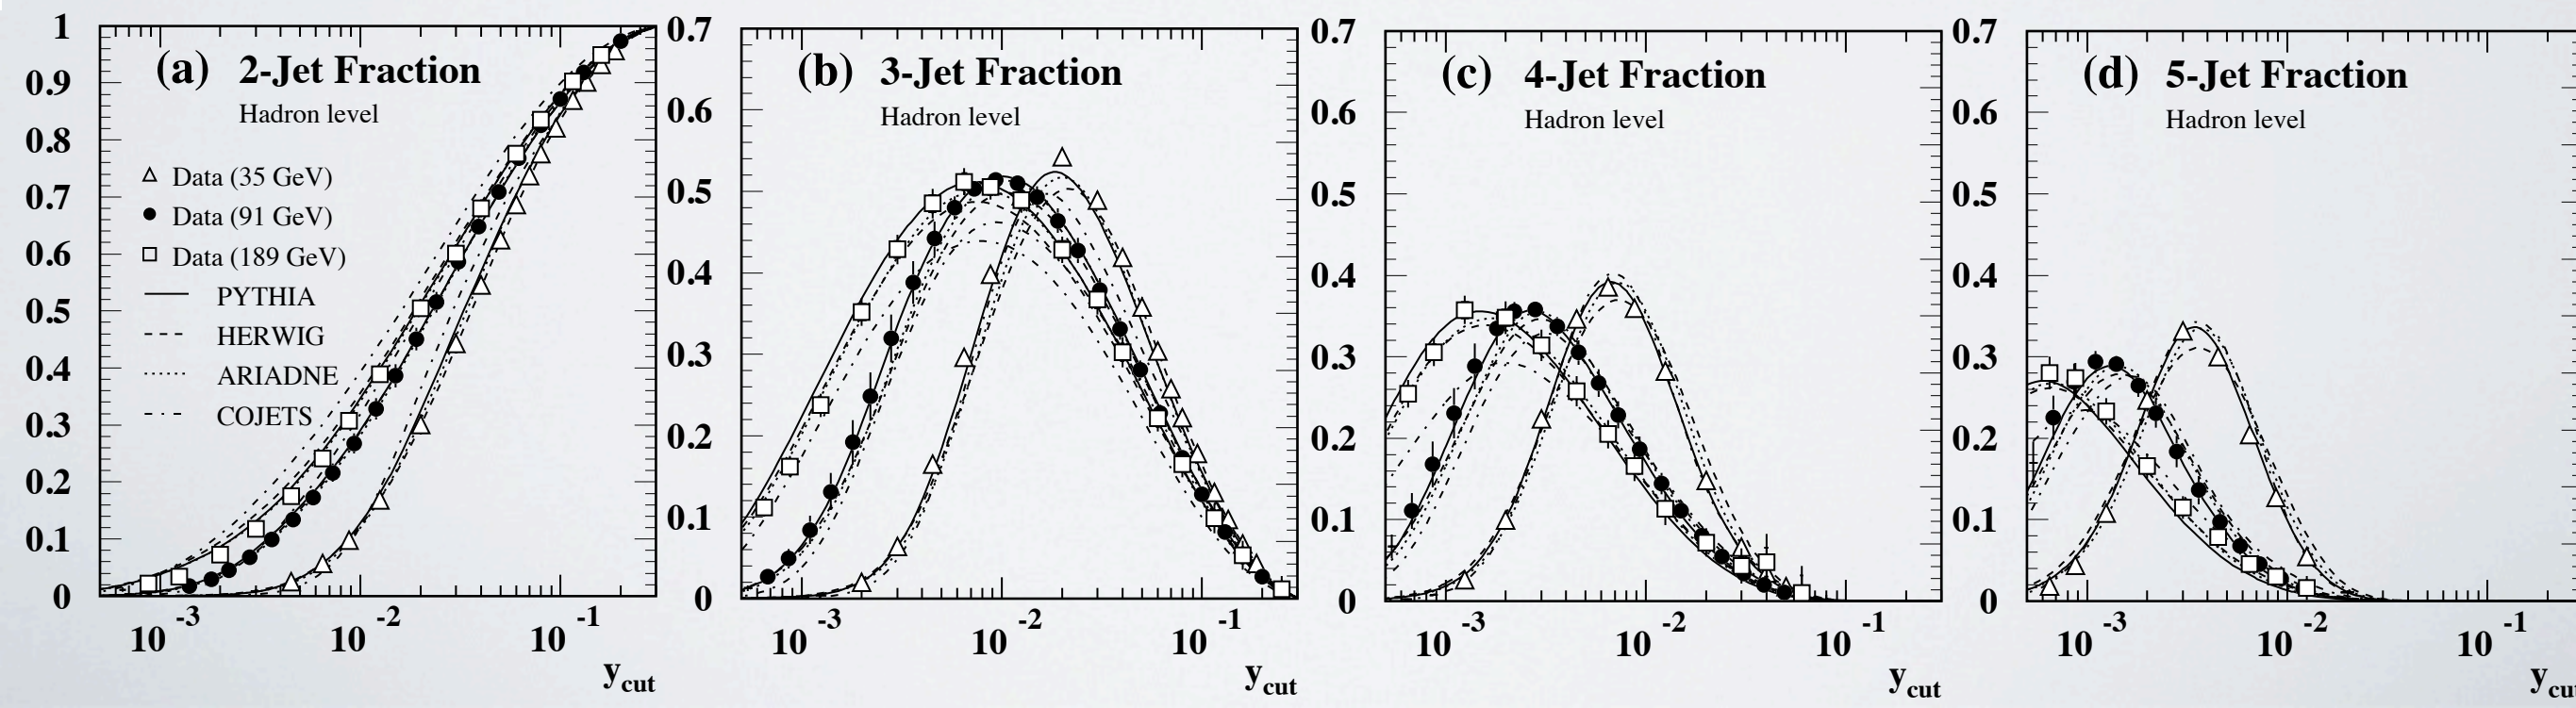 (a) 2-Jet Fraction
Hadron level
Data (35 GeV)
Data (91 GeV)
Data (189 GeV)
PYTHIA
HERWIG
ARIADNE
COJETS
1
0.9
0.8
0.7
0.6
0.5
0.4
0.3
0.2
0.1
0
10 -3
10 -2
10 -1
ycut
(b) 3-Jet Fraction
Hadron level
0.7
0.6
0.5
0.4
0.3
0.2
0.1
0
10 -3
10 -2
10 -1
ycut
(c) 4-Jet Fraction
Hadron level
0.7
0.6
0.5
0.4
0.3
0.2
0.1
0
10 -3
10 -2
10 -1
ycut
(d) 5-Jet Fraction
Hadron level
0.7
0.6
0.5
0.4
0.3
0.2
0.1
0
10 -3
10 -2
10 -1
ycu